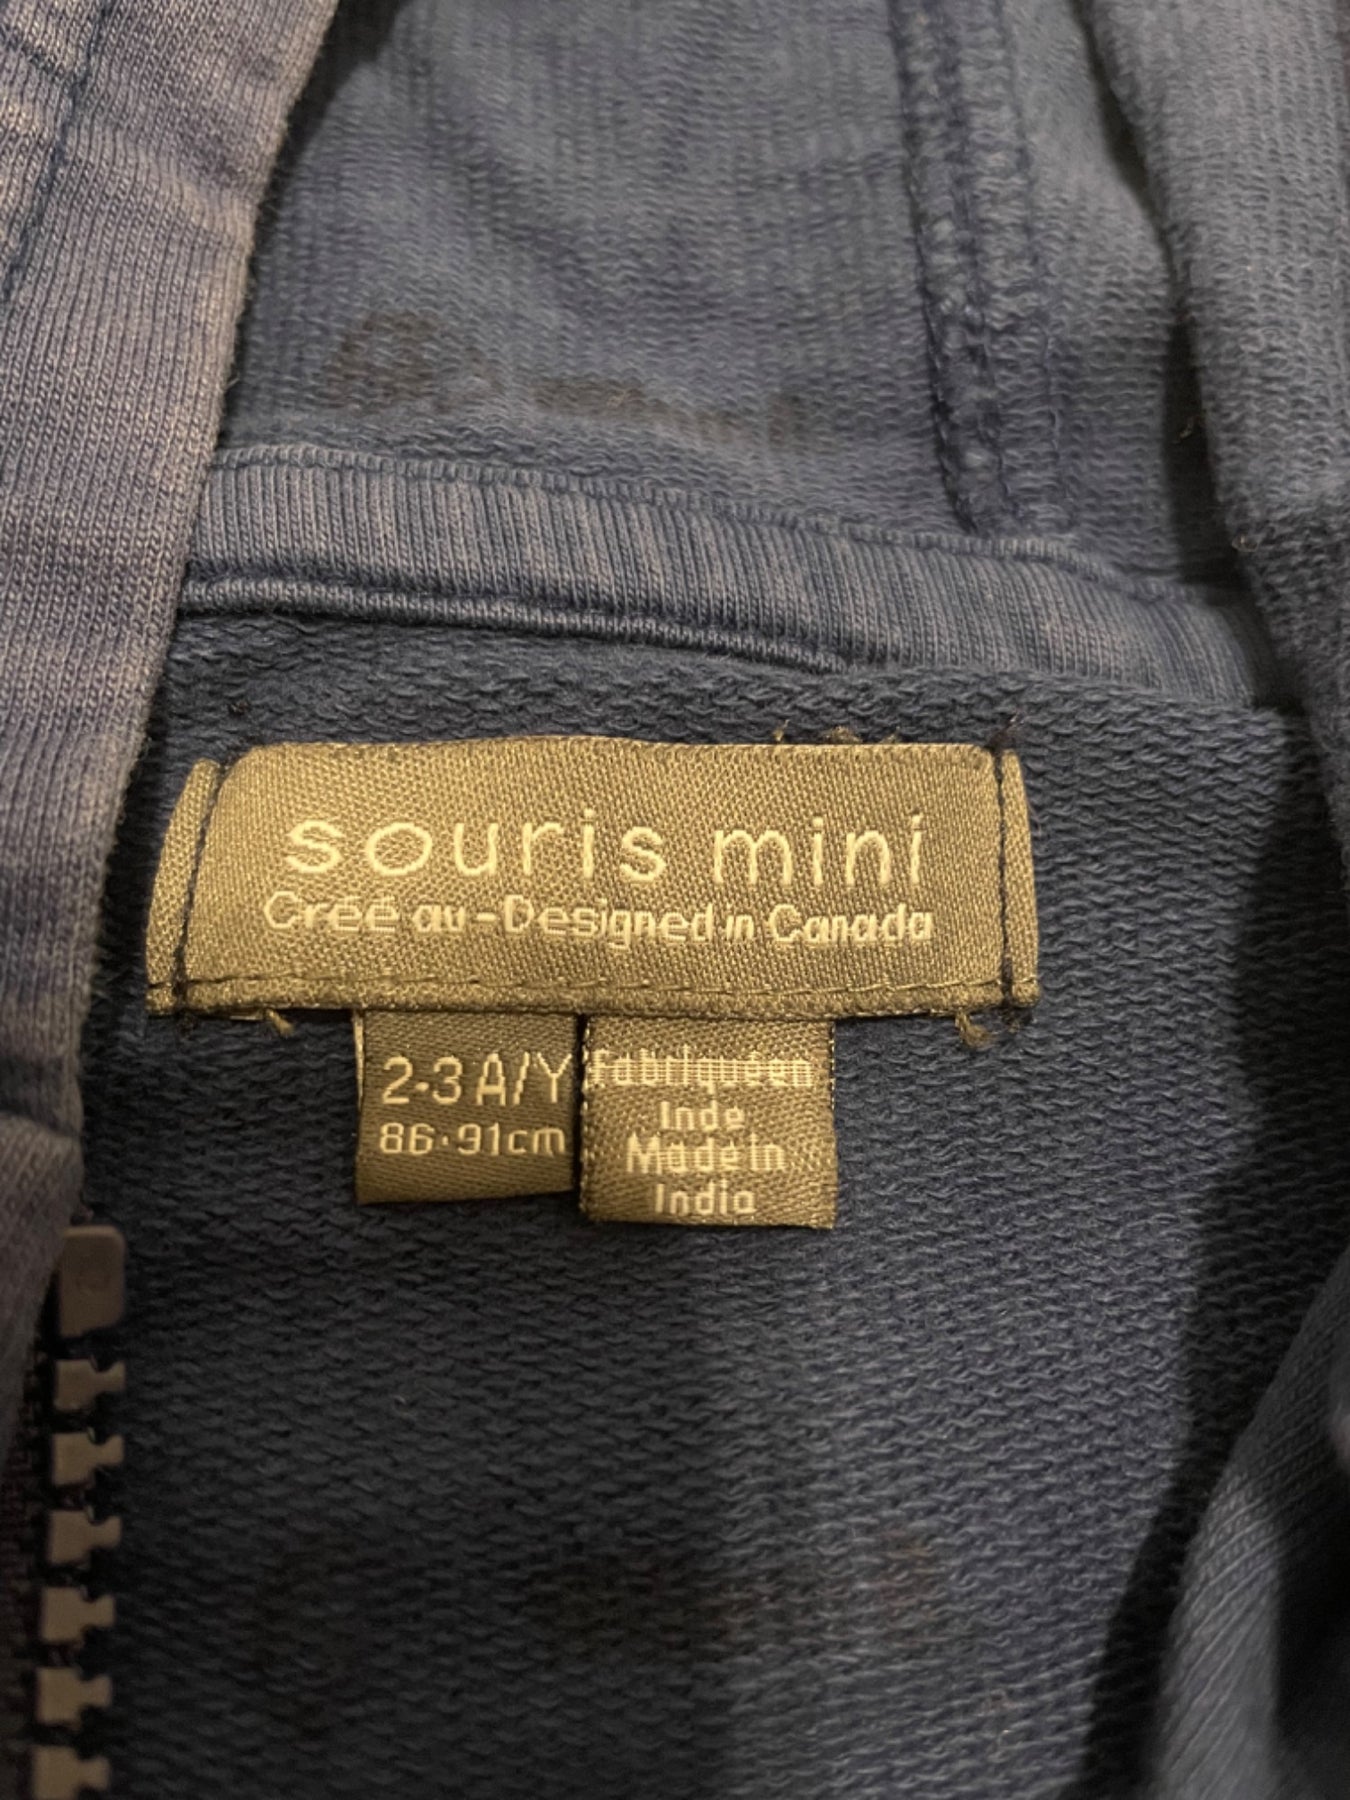 souris mini
Créé au-Designed in Canada
2-3 A/Y
86-91cm
Fabriqué en
Inde
Made in
India